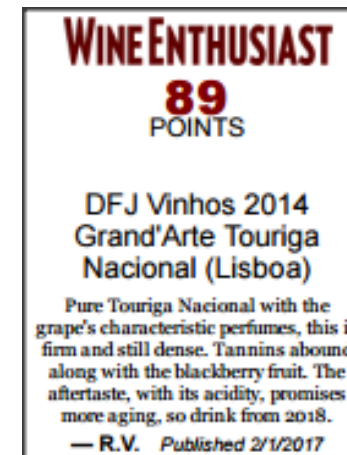 WINE ENTHUSIAST
89
POINTS
DFJ Vinhos 2014
Grand'Arte Touriga
Nacional (Lisboa)
Pure Touriga Nacional with the
grape's characteristic perfumes, this i
firm and still dense. Tannins abound
along with the blackberry fruit. The
aftertaste, with its acidity, promises
more aging, so drink from 2018.
— R.V. Published 2/1/2017